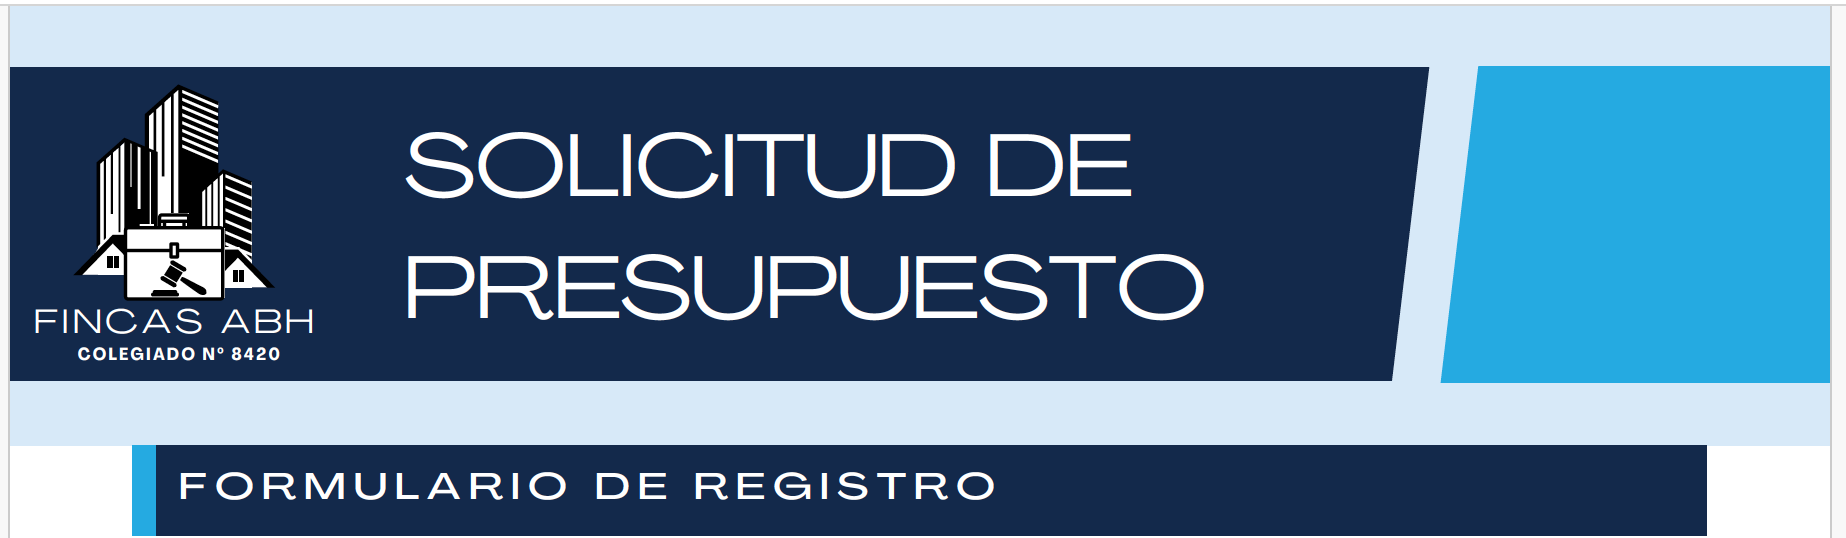 SOLICITUD DE
PRESUPUESTO
FINCAS ABH
COLEGIADO Nº 8420
FORMULARIO DE REGISTRO